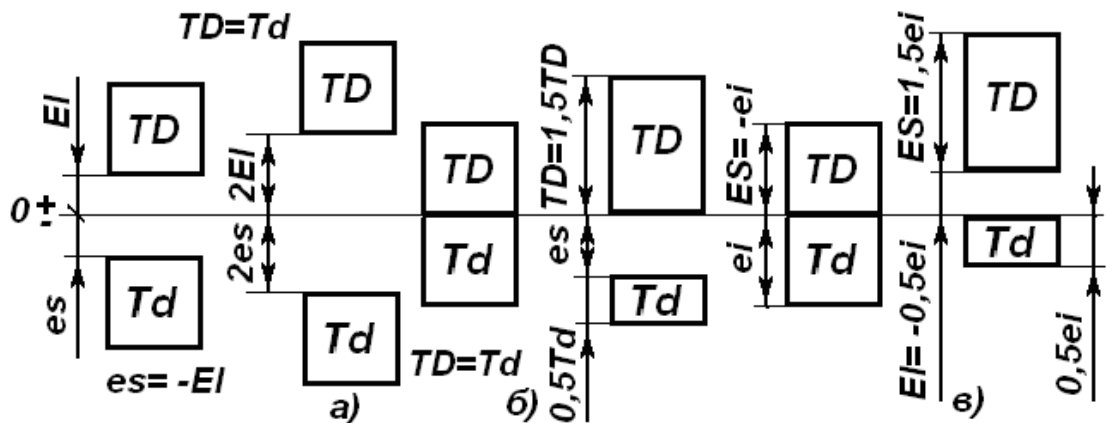 TD=Td
EI
TD
0
+
-
es
Td
es= -EI
TD
2EI
2es
Td
а)
TD
Td
TD=Td
TD=1,5TD
TD
es
Td
0,5Td
б)
ES= -ei
TD
ei
Td
ES=1,5ei
TD
EI= -0,5ei
Td
0,5ei
в)